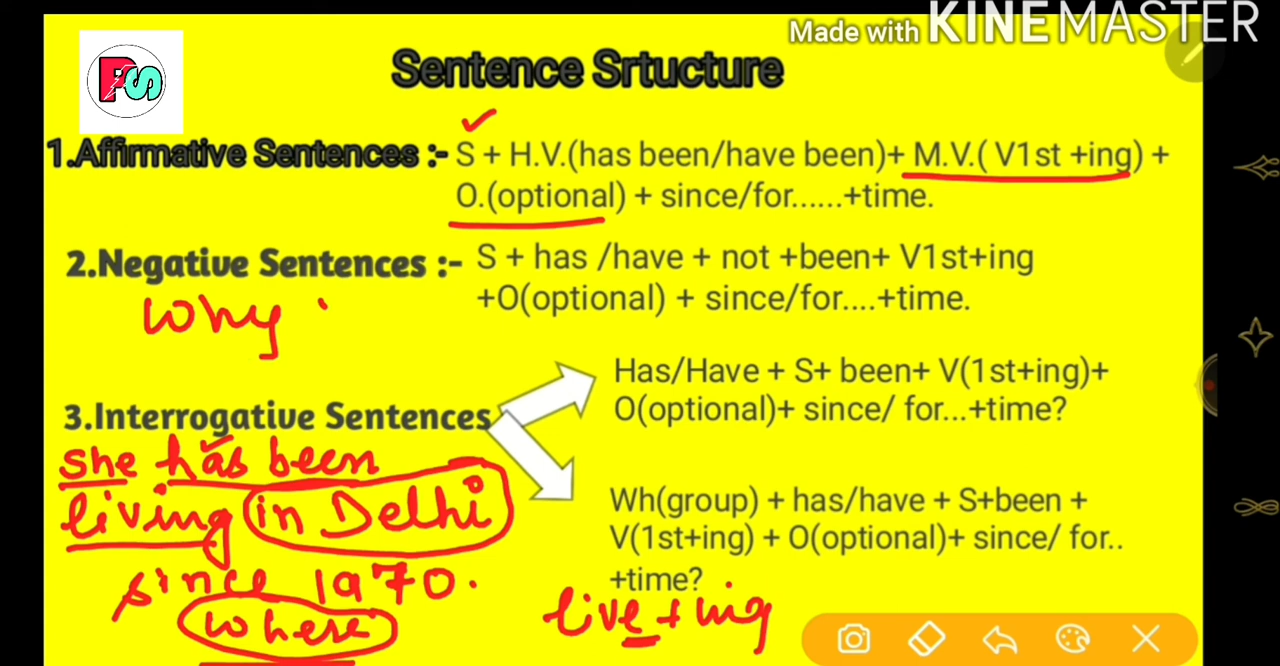 Made with KINEMASTER
PS
Sentence Srtucture
1.Affirmative Sentences :- S + H.V.(has been/have been)+ M.V.( V1st +ing) +
O.(optional) + since/for......+time.
2.Negative Sentences :- S + has /have + not +been+ V1st+ing
+O(optional) + since/for....+time.
why
Has/Have + S+ been+ V(1st+ing)+
O(optional)+ since/ for...+time?
3.Interrogative Sentences
she has been
living in Delhi
since 1970.
where
Wh(group) + has/have + S+been +
V(1st+ing) + O(optional)+ since/ for..
+time?
live+ing